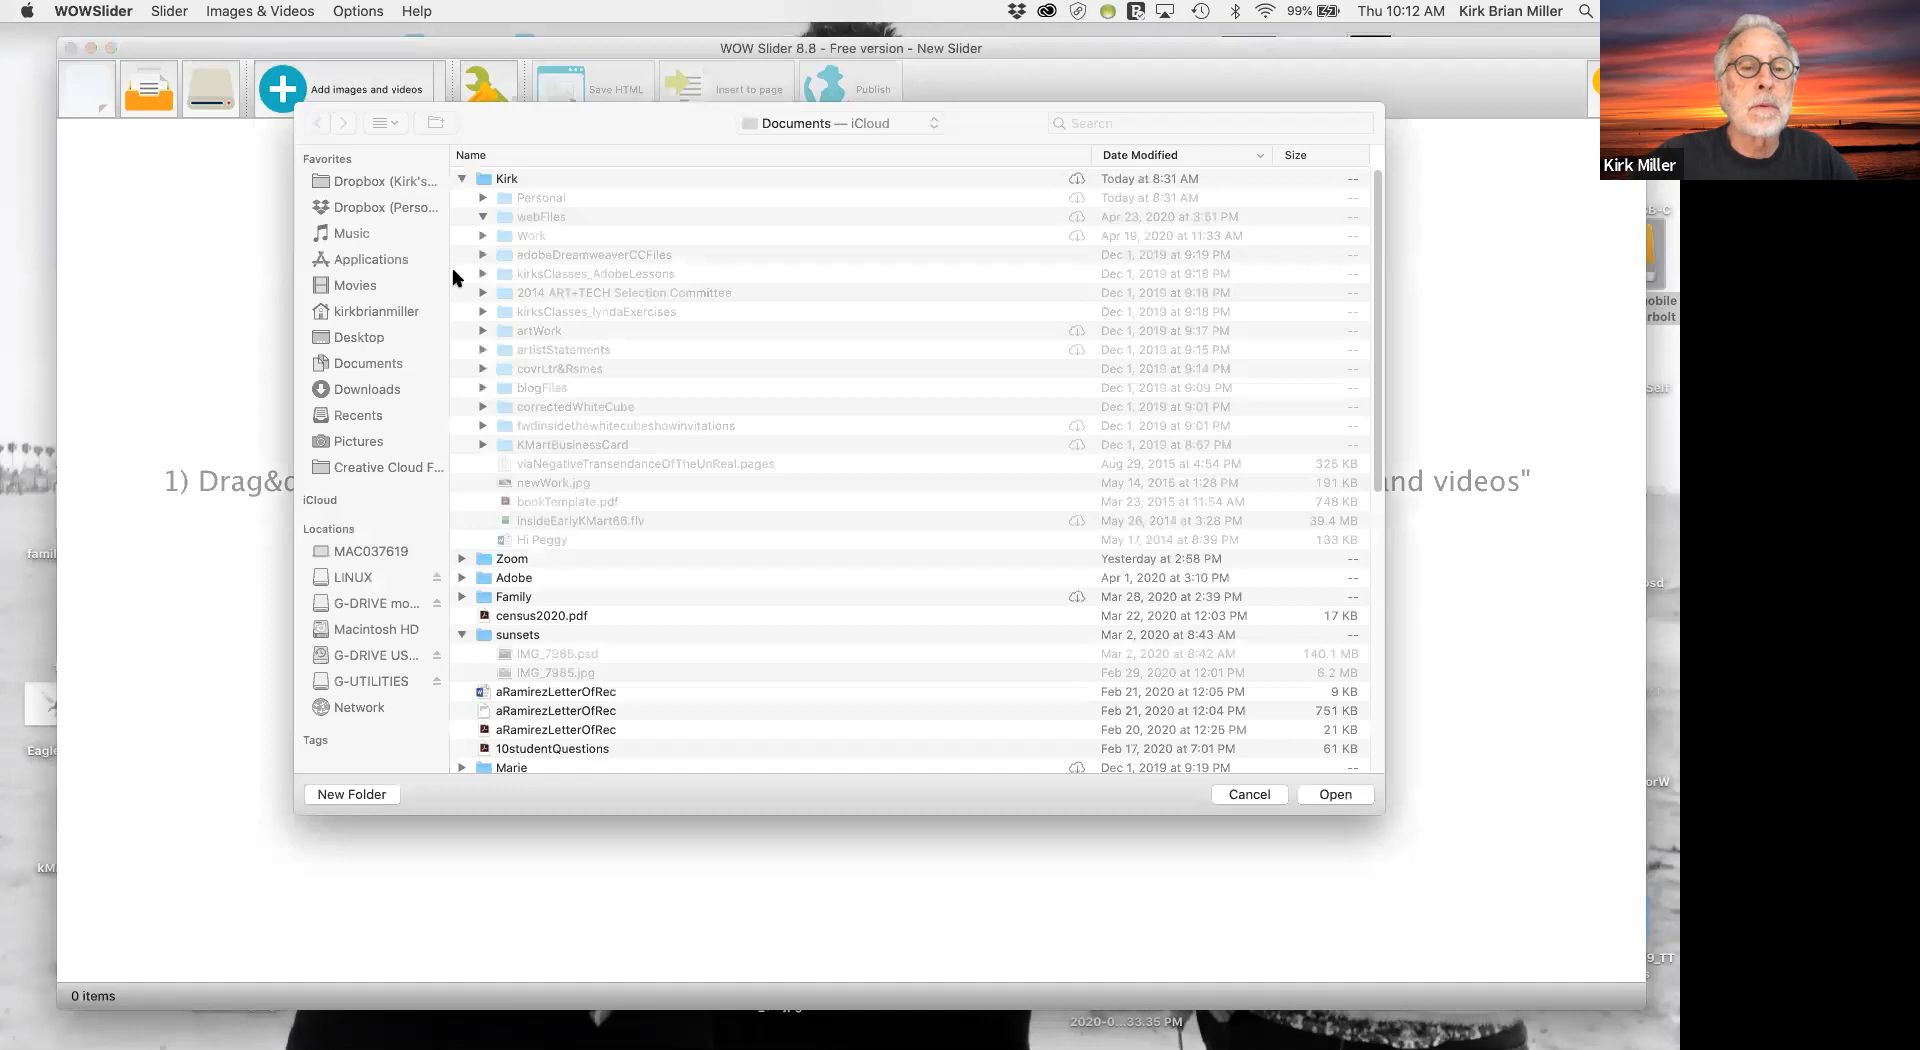 WOWSlider Slider Images & Videos Options Help 99% Thu 10:12 AM Kirk Brian Miller
WOW Slider 8.8 - Free version - New Slider
Add images and videos Save HTML Insert to page Publish
Kirk Miller
Documents — iCloud Search
Favorites
Dropbox (Kirk's...
Dropbox (Perso...
Music
Applications
Movies
kirkbrianmiller
Desktop
Documents
Downloads
Recents
Pictures
Creative Cloud F...
iCloud
Locations
MAC037619
LINUX
G-DRIVE mo...
Macintosh HD
G-DRIVE US...
G-UTILITIES
Network
Tags
Name Date Modified Size
Kirk Today at 8:31 AM --
Personal Today at 8:31 AM --
webFiles Apr 23, 2020 at 3:51 PM --
Work Apr 19, 2020 at 11:33 AM --
adobeDreamweaverCCFiles Dec 1, 2019 at 9:19 PM --
kirksClasses_AdobeLessons Dec 1, 2019 at 9:18 PM --
2014 ART+TECH Selection Committee Dec 1, 2019 at 9:18 PM --
kirksClasses_lyndaExercises Dec 1, 2019 at 9:18 PM --
artWork Dec 1, 2019 at 9:17 PM --
artistStatements Dec 1, 2019 at 9:15 PM --
covrLtr&Rsmes Dec 1, 2019 at 9:14 PM --
blogFiles Dec 1, 2019 at 9:09 PM --
correctedWhiteCube Dec 1, 2019 at 9:01 PM --
fwdinsidethewhitecubeshowinvitations Dec 1, 2019 at 9:01 PM --
KMartBusinessCard Dec 1, 2019 at 8:57 PM --
viaNegativeTransendanceOfTheUnReal.pages Aug 29, 2015 at 4:54 PM 325 KB
newWork.jpg May 14, 2015 at 1:28 PM 191 KB
bookTemplate.pdf Mar 23, 2015 at 11:54 AM 748 KB
insideEarlyKMart66.flv May 26, 2014 at 3:28 PM 39.4 MB
Hi Peggy May 17, 2014 at 8:39 PM 133 KB
Zoom Yesterday at 2:58 PM --
Adobe Apr 1, 2020 at 3:10 PM --
Family Mar 28, 2020 at 2:39 PM --
census2020.pdf Mar 22, 2020 at 12:03 PM 17 KB
sunsets Mar 2, 2020 at 8:43 AM --
IMG_7985.psd Mar 2, 2020 at 8:42 AM 140.1 MB
IMG_7985.jpg Feb 29, 2020 at 12:01 PM 6.2 MB
aRamirezLetterOfRec Feb 21, 2020 at 12:05 PM 9 KB
aRamirezLetterOfRec Feb 21, 2020 at 12:04 PM 751 KB
aRamirezLetterOfRec Feb 20, 2020 at 12:25 PM 21 KB
10studentQuestions Feb 17, 2020 at 7:01 PM 61 KB
Marie Dec 1, 2019 at 9:19 PM --
New Folder Cancel Open
1) Drag&d and videos"
0 items
famil
Eagle
kM
B-C
obile
rbolt
Self
osd
orW
9_TT
s
2020-0...33.35 PM